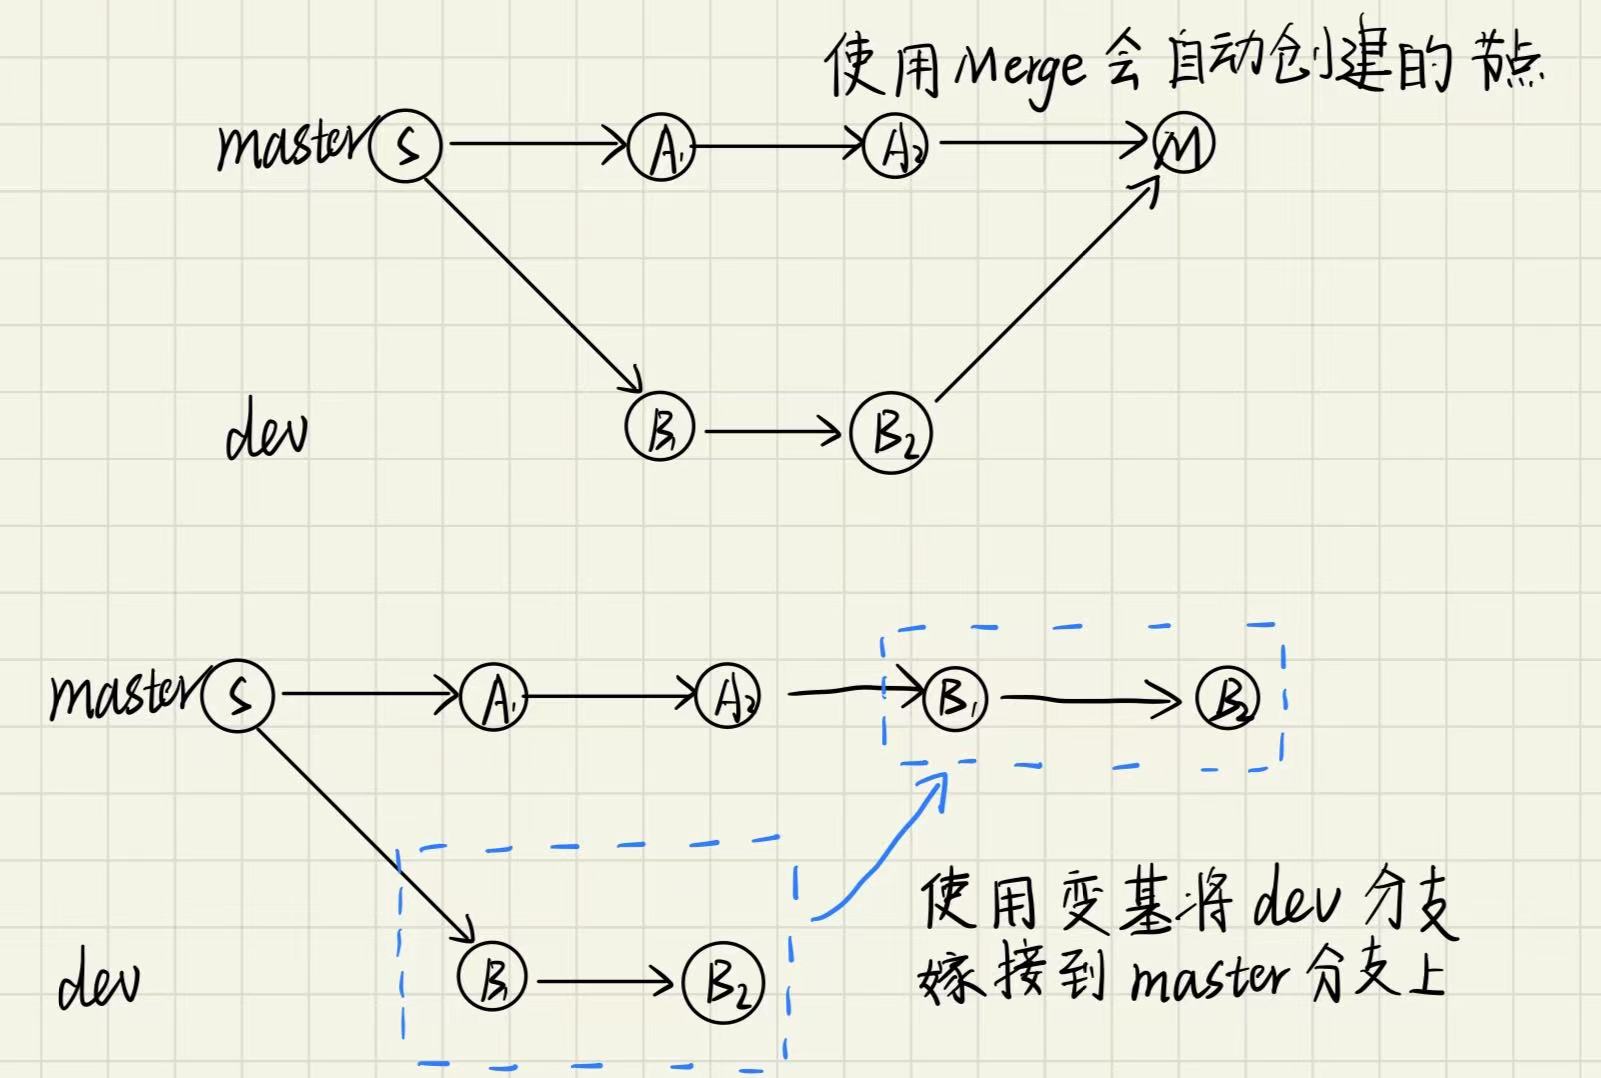 使用Merge会自动创建的节点
master S A1 A2 M
dev B1 B2
master S A1 A2 B1 B2
使用变基将dev分支
嫁接到master分支上
dev B1 B2